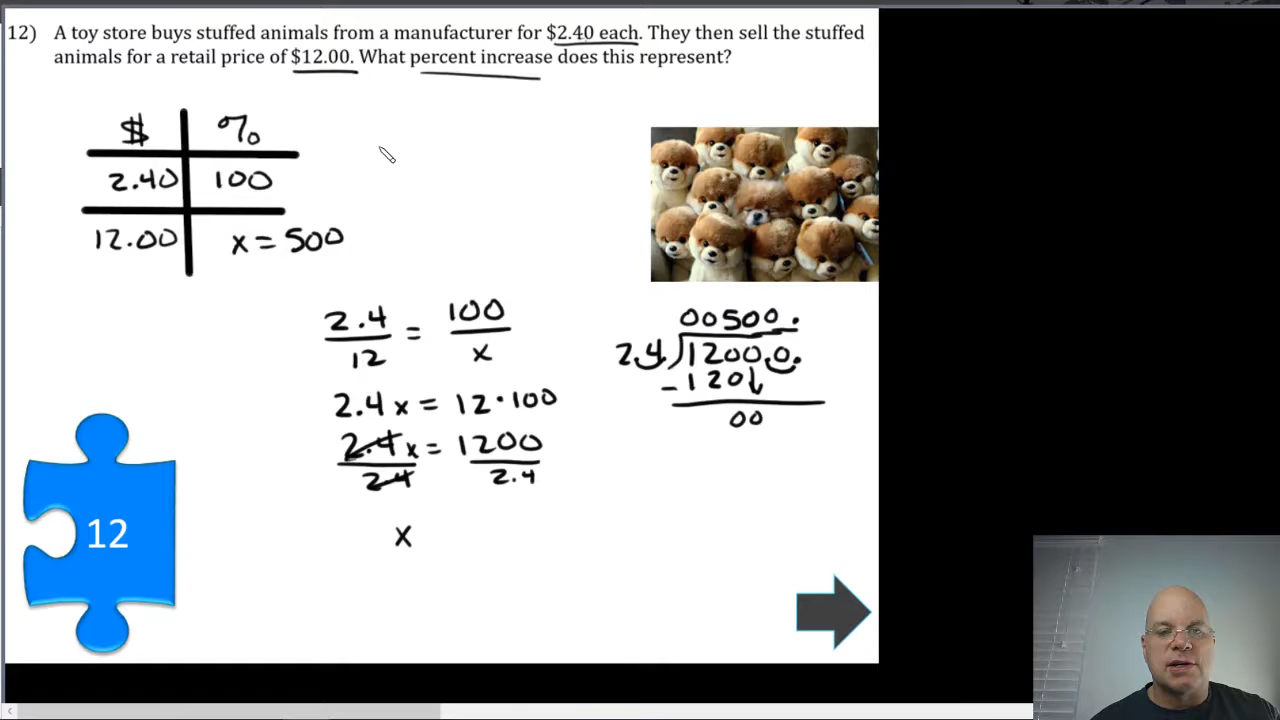 12) A toy store buys stuffed animals from a manufacturer for $2.40 each. They then sell the stuffed
animals for a retail price of $12.00. What percent increase does this represent?
$ %
2.40 100
12.00 x = 500
2.4 / 12 = 100 / x
2.4x = 12 · 100
2.4x / 2.4 = 1200 / 2.4
x
00500.
2.4 ) 12000.
- 120
00
12